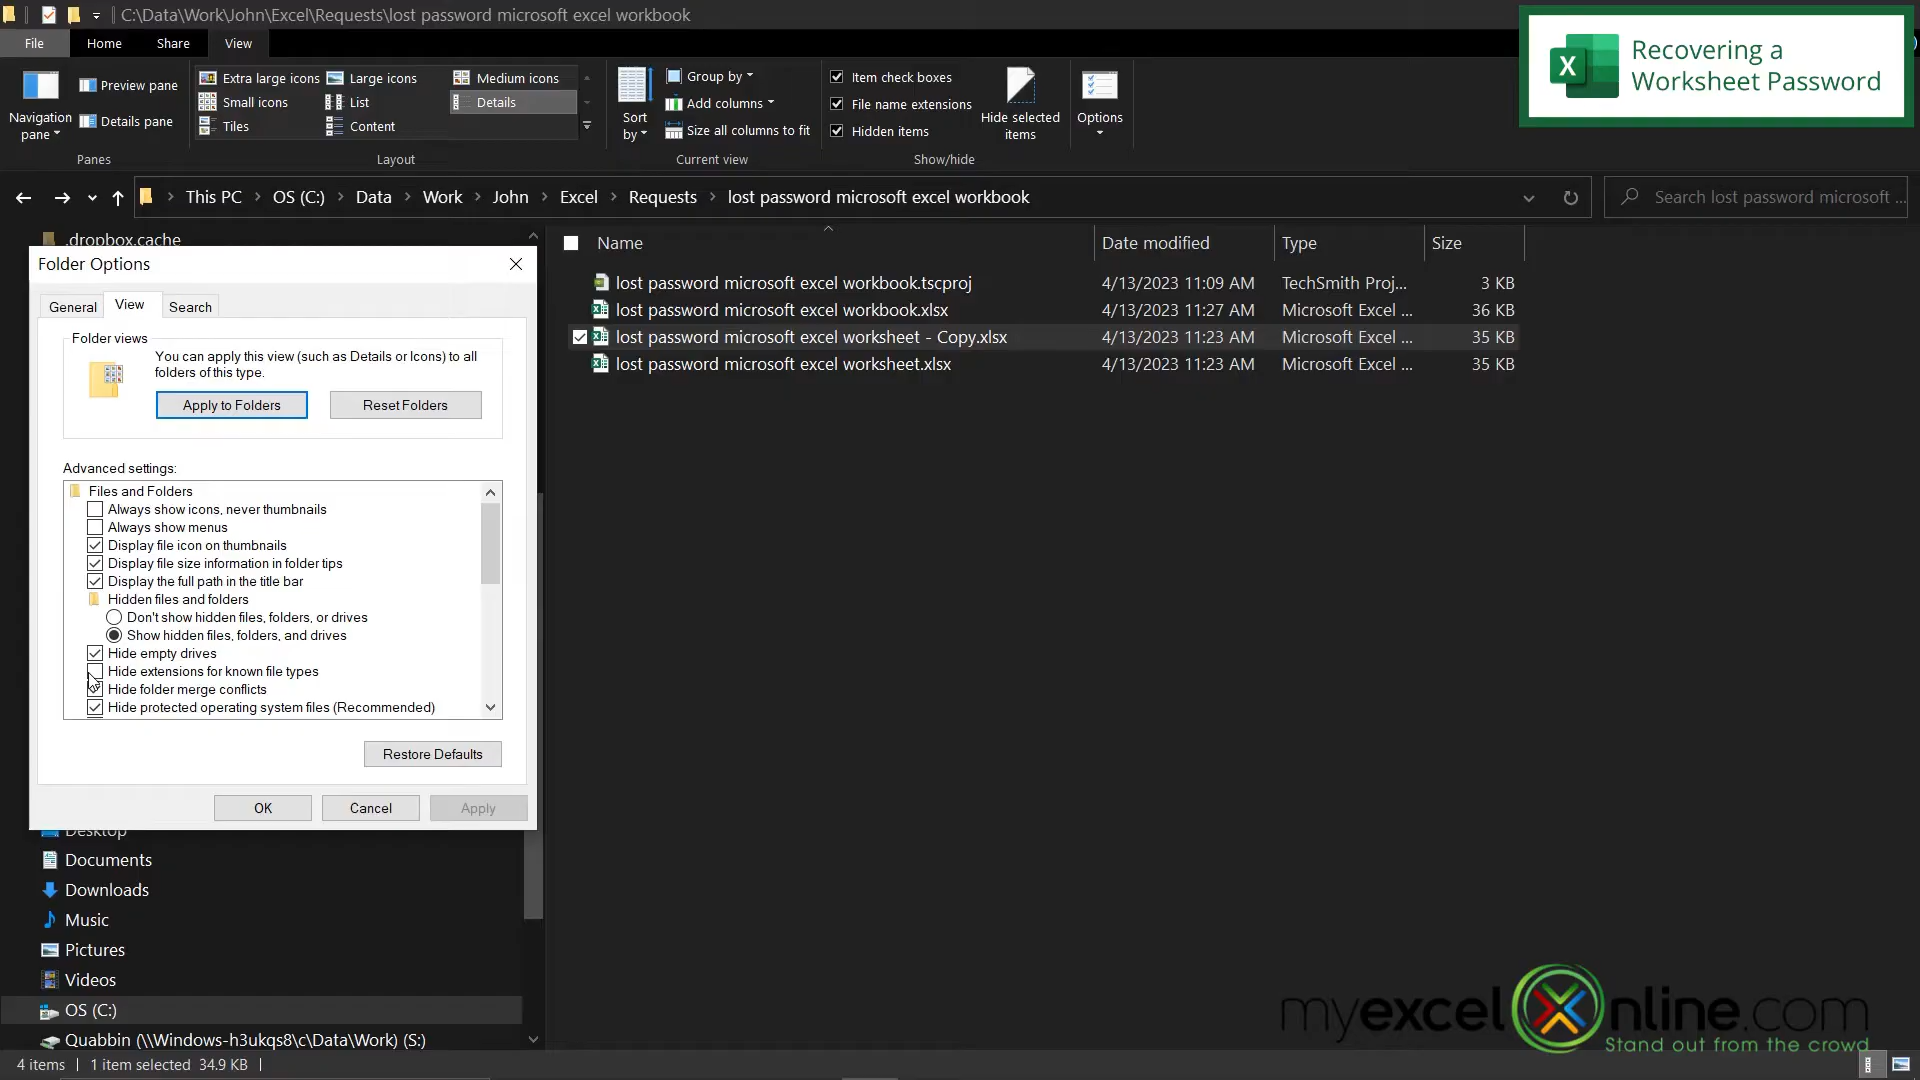 C:\Data\Work\John\Excel\Requests\lost password microsoft excel workbook
File Home Share View
Recovering a
Worksheet Password
Navigation
pane
Preview pane
Details pane
Panes
Extra large icons Large icons Medium icons
Small icons List Details
Tiles Content
Layout
Sort
by
Group by
Add columns
Size all columns to fit
Current view
Item check boxes
File name extensions
Hidden items
Hide selected
items
Show/hide
Options
This PC > OS (C:) > Data > Work > John > Excel > Requests > lost password microsoft excel workbook
Search lost password microsoft ...
.dropbox.cache
Name Date modified Type Size
lost password microsoft excel workbook.tscproj 4/13/2023 11:09 AM TechSmith Proj... 3 KB
lost password microsoft excel workbook.xlsx 4/13/2023 11:27 AM Microsoft Excel ... 36 KB
lost password microsoft excel worksheet - Copy.xlsx 4/13/2023 11:23 AM Microsoft Excel ... 35 KB
lost password microsoft excel worksheet.xlsx 4/13/2023 11:23 AM Microsoft Excel ... 35 KB
Folder Options
General View Search
Folder views
You can apply this view (such as Details or Icons) to all
folders of this type.
Apply to Folders Reset Folders
Advanced settings:
Files and Folders
Always show icons, never thumbnails
Always show menus
Display file icon on thumbnails
Display file size information in folder tips
Display the full path in the title bar
Hidden files and folders
Don't show hidden files, folders, or drives
Show hidden files, folders, and drives
Hide empty drives
Hide extensions for known file types
Hide folder merge conflicts
Hide protected operating system files (Recommended)
Restore Defaults
OK Cancel Apply
Desktop
Documents
Downloads
Music
Pictures
Videos
OS (C:)
Quabbin (\\Windows-h3ukqs8\c\Data\Work) (S:)
4 items 1 item selected 34.9 KB
myexcelonline.com
Stand out from the crowd